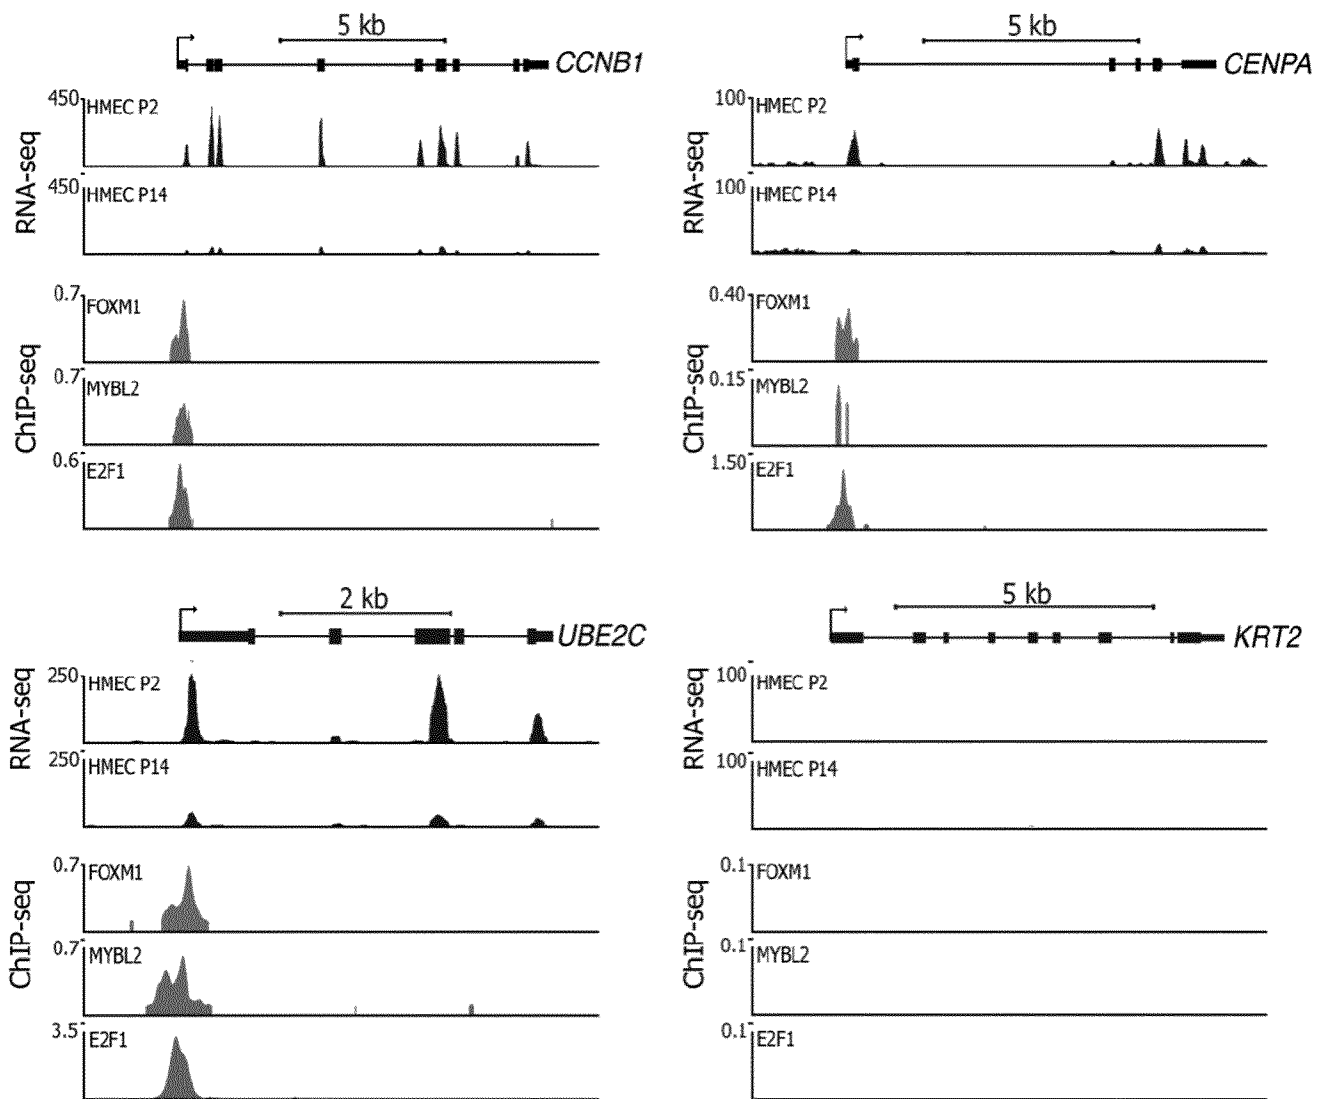 5 kb
CCNB1
RNA-seq
450
HMEC P2
RNA-seq
450
HMEC P14
ChIP-seq
0.7
FOXM1
0.7
MYBL2
0.6
E2F1
5 kb
CENPA
RNA-seq
100
HMEC P2
100
HMEC P14
ChIP-seq
0.40
FOXM1
0.15
MYBL2
1.50
E2F1
2 kb
UBE2C
RNA-seq
250
HMEC P2
250
HMEC P14
ChIP-seq
0.7
FOXM1
0.7
MYBL2
3.5
E2F1
5 kb
KRT2
RNA-seq
100
HMEC P2
100
HMEC P14
ChIP-seq
0.1
FOXM1
0.1
MYBL2
0.1
E2F1